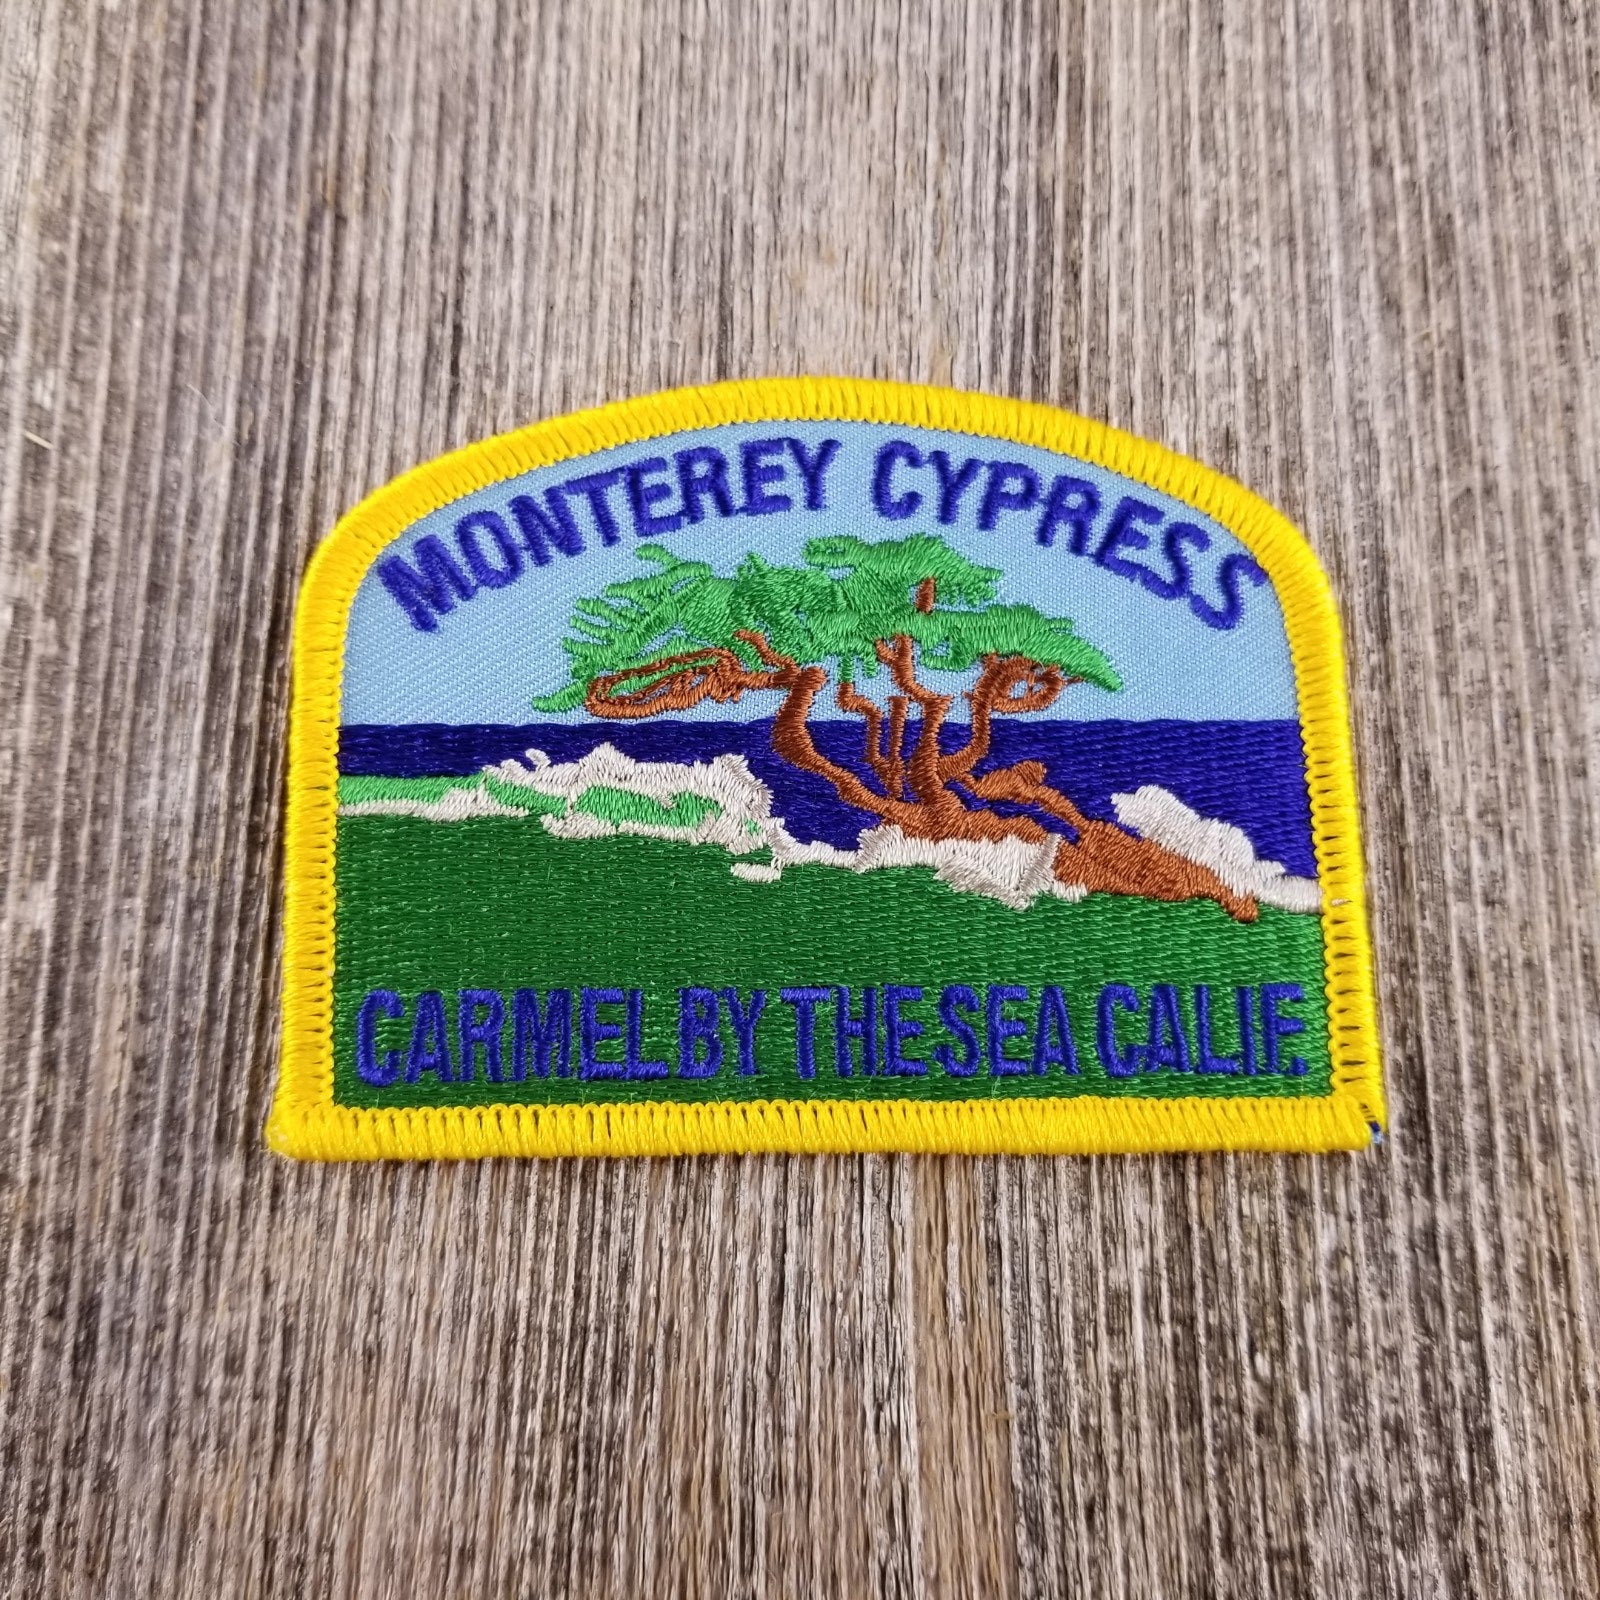 MONTEREY CYPRESS
CARMEL BY THE SEA CALIF.